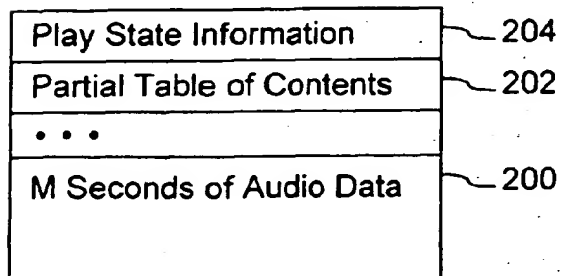 Play State Information 204
Partial Table of Contents 202
• • •
M Seconds of Audio Data 200